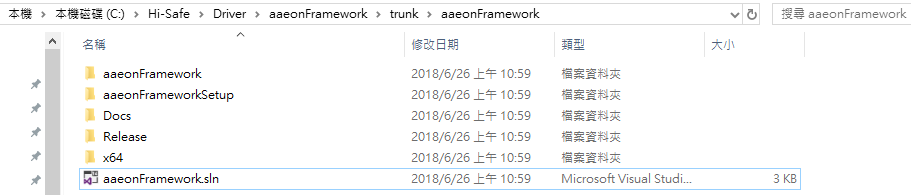 本機 > 本機磁碟 (C:) > Hi-Safe > Driver > aaeonFramework > trunk > aaeonFramework 搜尋 aaeonFramework
名稱 修改日期 類型 大小
aaeonFramework 2018/6/26 上午 10:59 檔案資料夾
aaeonFrameworkSetup 2018/6/26 上午 10:59 檔案資料夾
Docs 2018/6/26 上午 10:59 檔案資料夾
Release 2018/6/26 上午 10:59 檔案資料夾
x64 2018/6/26 上午 10:59 檔案資料夾
aaeonFramework.sln 2018/6/26 上午 10:59 Microsoft Visual Studi... 3 KB